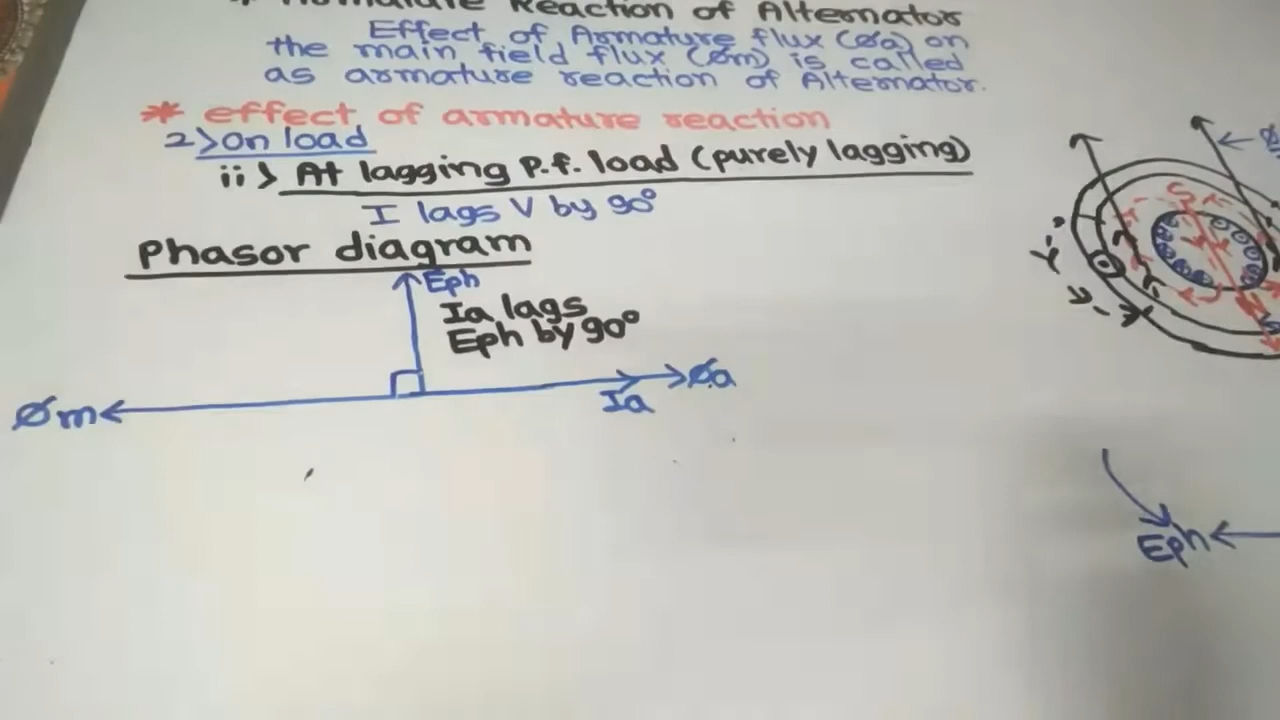 * Armature Reaction of Alternator
Effect of Armature flux (Øa) on
the main field flux (Øm) is called
as armature reaction of Alternator.
* effect of armature reaction
2> On load
ii> At lagging P.f. load (purely lagging)
I lags V by 90°
Phasor diagram
Eph
Ia lags
Eph by 90°
Øm
Øa
Ia
S
Eph